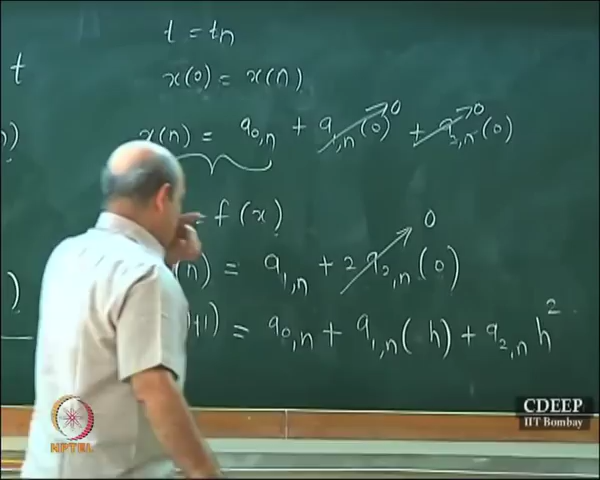 t = tn
t
x(0) = x(n)
n)
x(n) = a₀,ₙ + a₁,ₙ(0) 0 + a₂,ₙ(0) 0
= f(x)
(n) = a₁,ₙ + 2 a₂,ₙ(0) 0
)
+1) = a₀,ₙ + a₁,ₙ(h) + a₂,ₙ h²
NPTEL
CDEEP
IIT Bombay